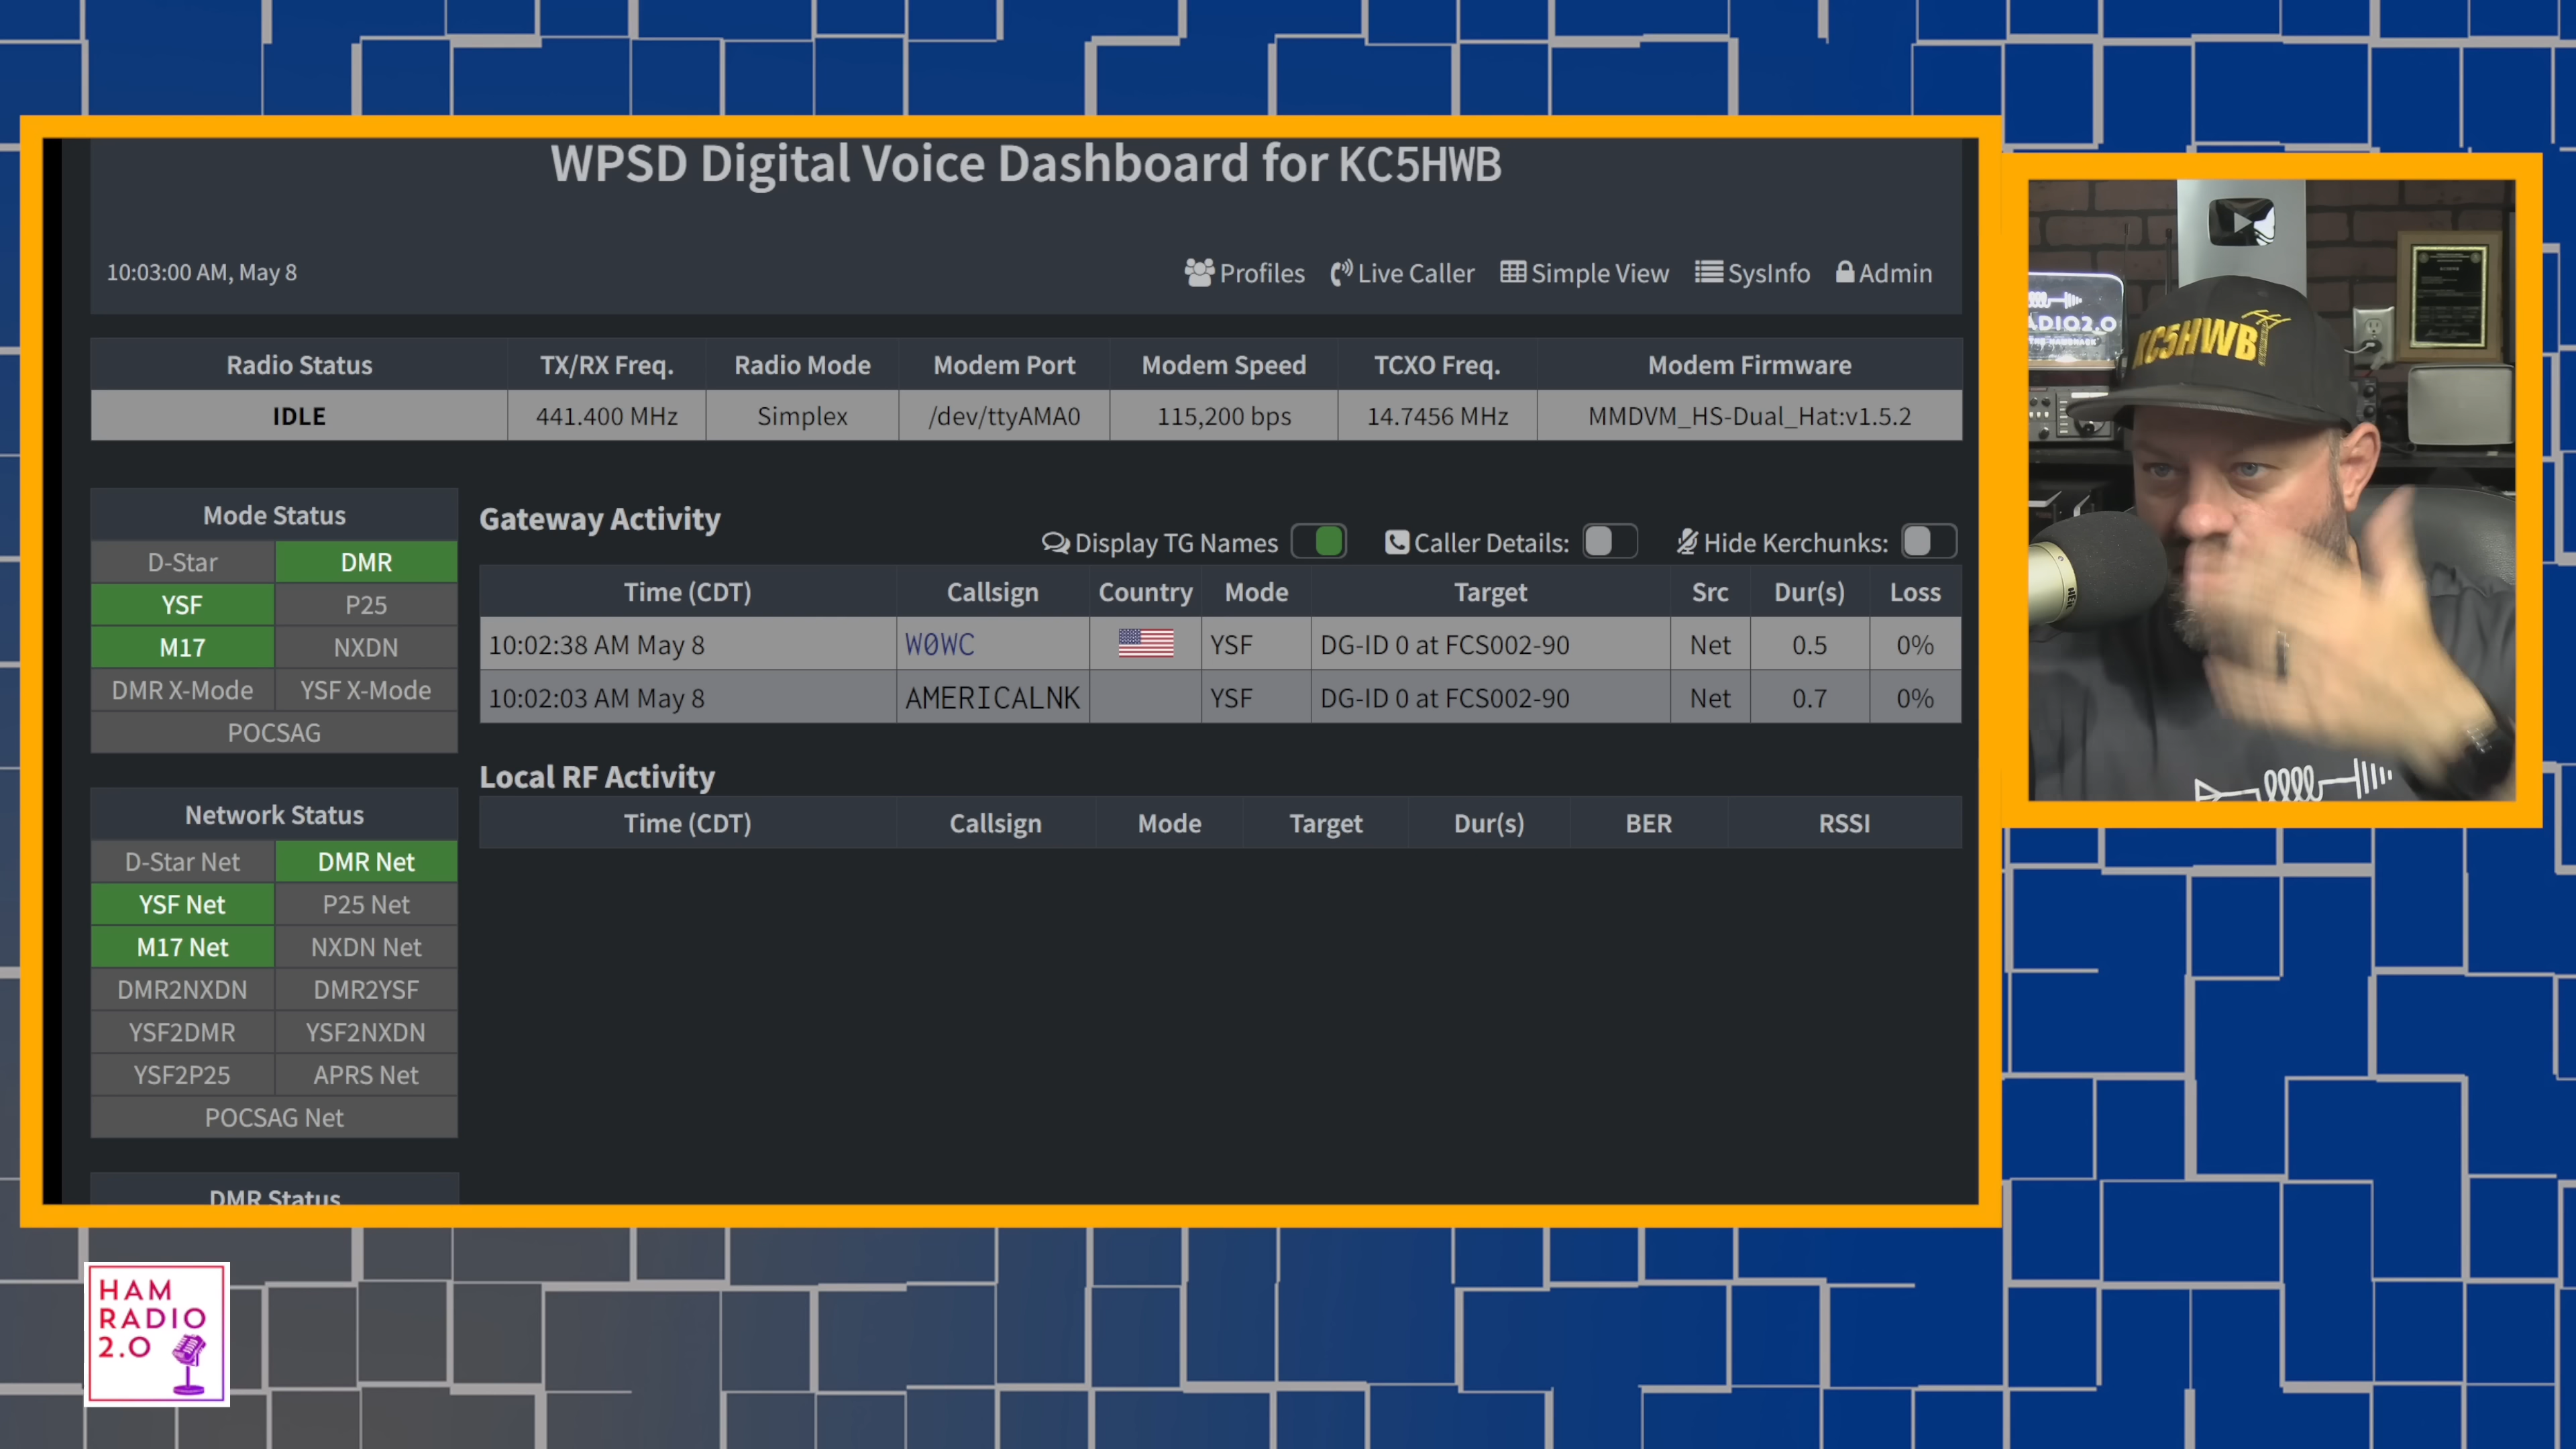 WPSD Digital Voice Dashboard for KC5HWB
10:03:00 AM, May 8
Profiles Live Caller Simple View SysInfo Admin
Radio Status TX/RX Freq. Radio Mode Modem Port Modem Speed TCXO Freq. Modem Firmware
IDLE 441.400 MHz Simplex /dev/ttyAMA0 115,200 bps 14.7456 MHz MMDVM_HS-Dual_Hat:v1.5.2
Mode Status
D-Star DMR
YSF P25
M17 NXDN
DMR X-Mode YSF X-Mode
POCSAG
Network Status
D-Star Net DMR Net
YSF Net P25 Net
M17 Net NXDN Net
DMR2NXDN DMR2YSF
YSF2DMR YSF2NXDN
YSF2P25 APRS Net
POCSAG Net
DMR Status
Gateway Activity
Display TG Names Caller Details: Hide Kerchunks:
Time (CDT) Callsign Country Mode Target Src Dur(s) Loss
10:02:38 AM May 8 W0WC YSF DG-ID 0 at FCS002-90 Net 0.5 0%
10:02:03 AM May 8 AMERICALNK YSF DG-ID 0 at FCS002-90 Net 0.7 0%
Local RF Activity
Time (CDT) Callsign Mode Target Dur(s) BER RSSI
ADIO2.0
KC5HWB
HEIL
HAM
RADIO
2.0